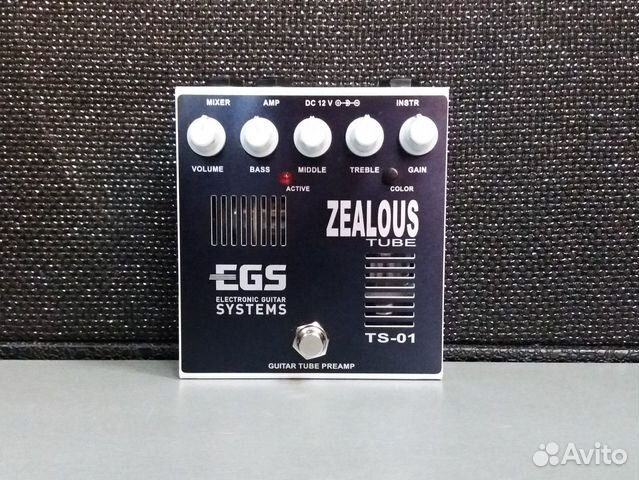 MIXER AMP DC 12 V INSTR
VOLUME BASS MIDDLE TREBLE GAIN
ACTIVE COLOR
ZEALOUS
TUBE
EGS
ELECTRONIC GUITAR
SYSTEMS
TS-01
GUITAR TUBE PREAMP
Avito